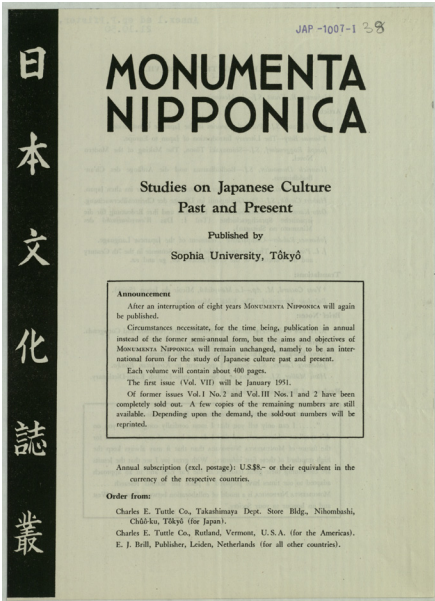 JAP-1007-1 38
日本文化誌叢
MONUMENTA
NIPPONICA
Studies on Japanese Culture
Past and Present
Published by
Sophia University, Tôkyô
Announcement
After an interruption of eight years MONUMENTA NIPPONICA will again
be published.
Circumstances necessitate, for the time being, publication in annual
instead of the former semi-annual form, but the aims and objectives of
MONUMENTA NIPPONICA will remain unchanged, namely to be an inter-
national forum for the study of Japanese culture past and present.
Each volume will contain about 400 pages.
The first issue (Vol. VII) will be January 1951.
Of former issues Vol. I No. 2 and Vol. III Nos. 1 and 2 have been
completely sold out. A few copies of the remaining numbers are still
available. Depending upon the demand, the sold-out numbers will be
reprinted.
Annual subscription (excl. postage): U.S.$8.– or their equivalent in the
currency of the respective countries.
Order from:
Charles E. Tuttle Co., Takashimaya Dept. Store Bldg., Nihombashi,
Chûô-ku, Tôkyô (for Japan).
Charles E. Tuttle Co., Rutland, Vermont, U. S. A. (for the Americas).
E. J. Brill, Publisher, Leiden, Netherlands (for all other countries).